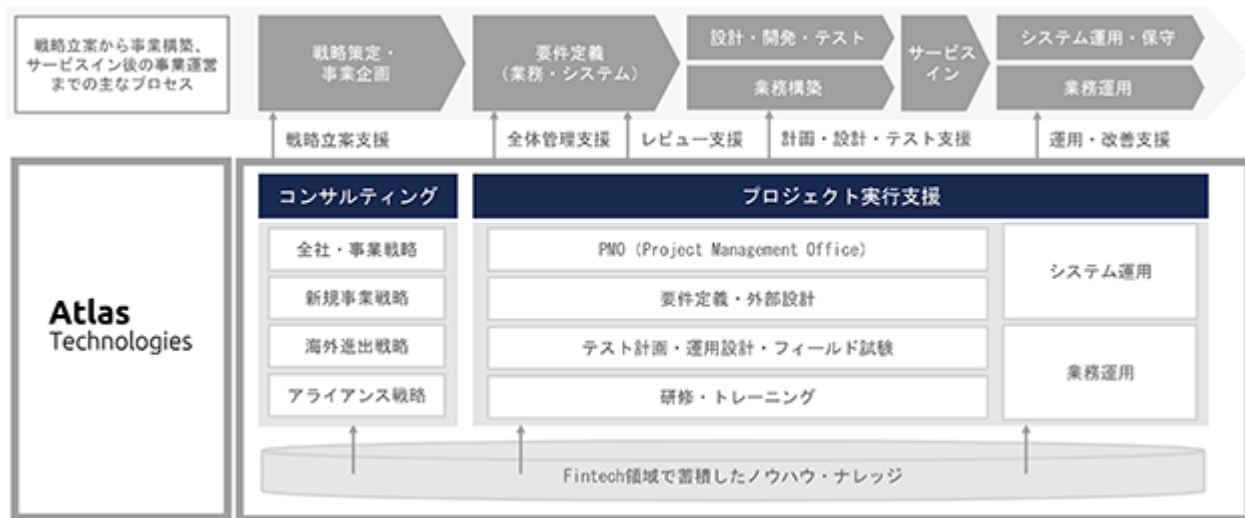 戦略立案から事業構築、
サービスイン後の事業運営
までの主なプロセス
戦略策定・
事業企画
要件定義
(業務・システム)
設計・開発・テスト
業務構築
サービス
イン
システム運用・保守
業務運用
戦略立案支援
全体管理支援
レビュー支援
計画・設計・テスト支援
運用・改善支援
Atlas
Technologies
コンサルティング
全社・事業戦略
新規事業戦略
海外進出戦略
アライアンス戦略
プロジェクト実行支援
PMO (Project Management Office)
要件定義・外部設計
テスト計画・運用設計・フィールド試験
研修・トレーニング
システム運用
業務運用
Fintech領域で蓄積したノウハウ・ナレッジ